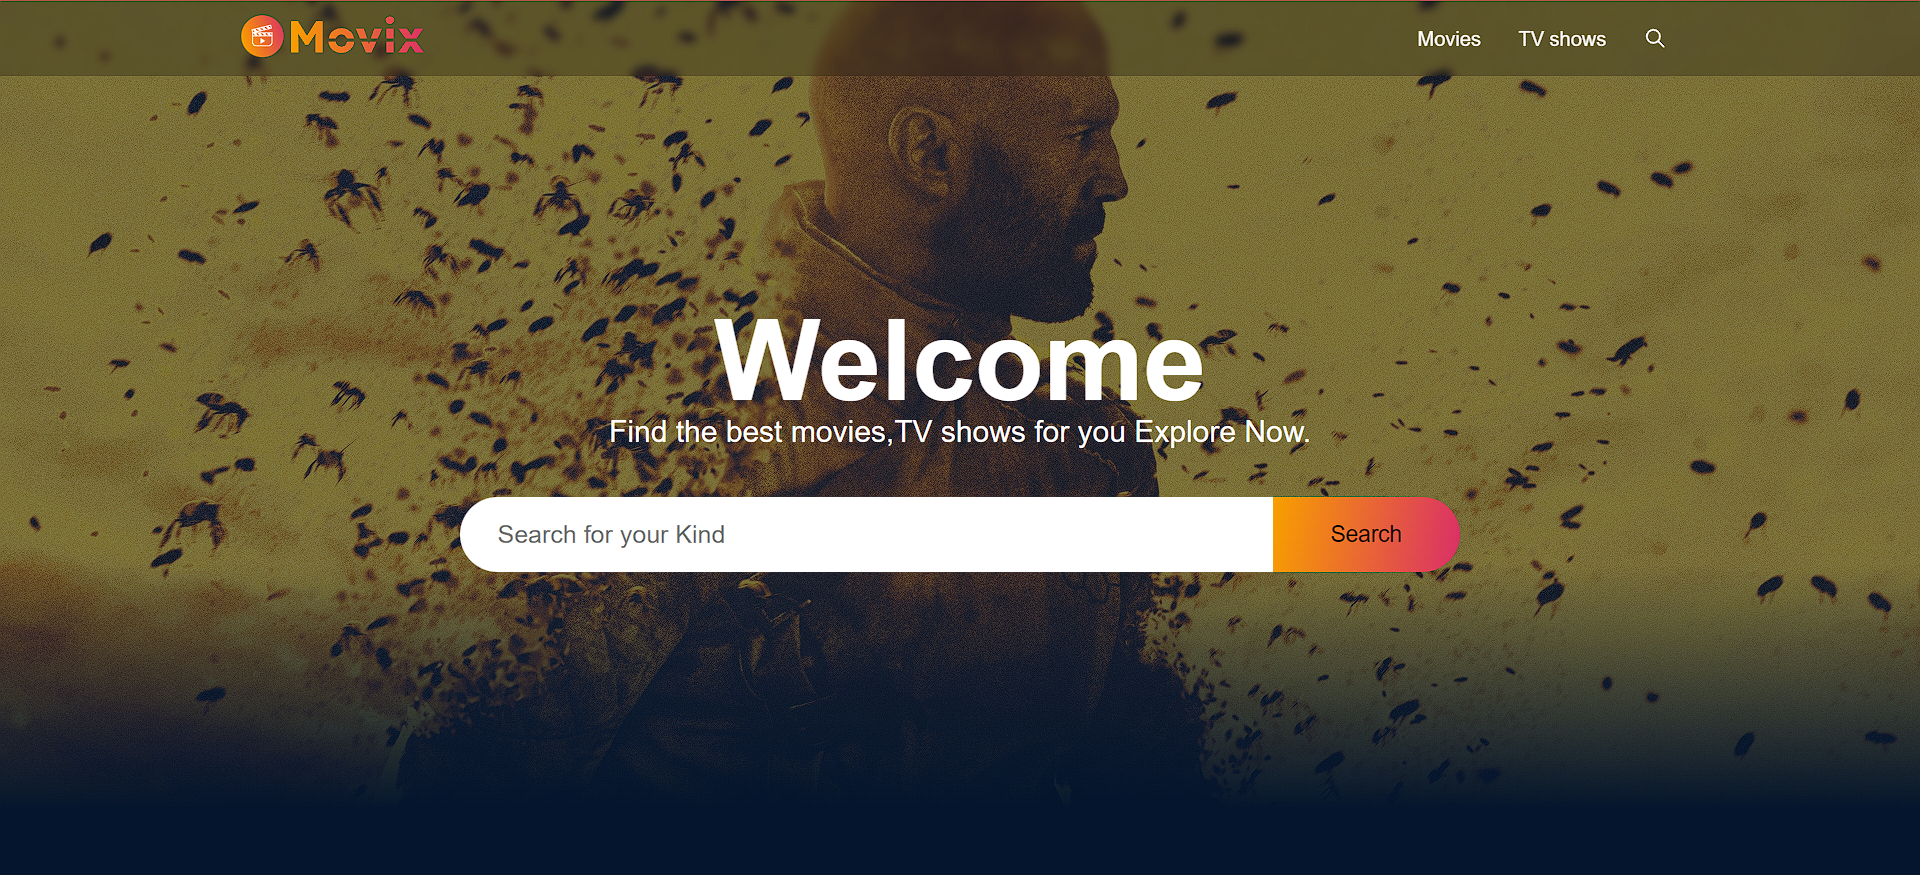 Movix
Movies
TV shows
Welcome
Find the best movies,TV shows for you Explore Now.
Search for your Kind
Search